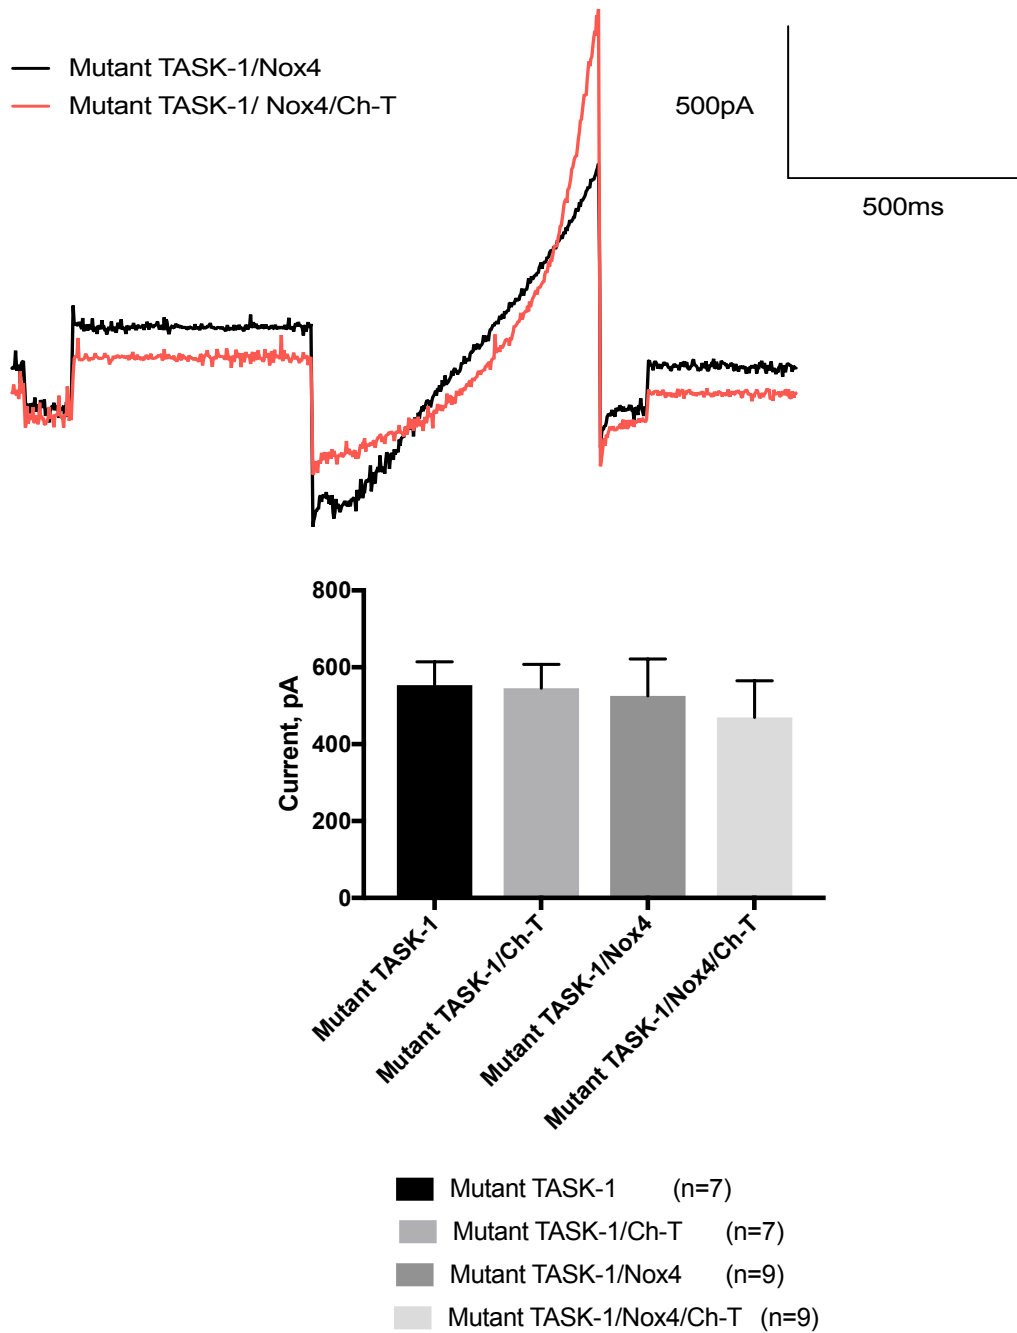 Mutant TASK-1/Nox4
Mutant TASK-1/ Nox4/Ch-T
500pA
500ms
800
600
400
200
0
Current, pA
Mutant TASK-1
Mutant TASK-1/Ch-T
Mutant TASK-1/Nox4
Mutant TASK-1/Nox4/Ch-T
Mutant TASK-1 (n=7)
Mutant TASK-1/Ch-T (n=7)
Mutant TASK-1/Nox4 (n=9)
Mutant TASK-1/Nox4/Ch-T (n=9)